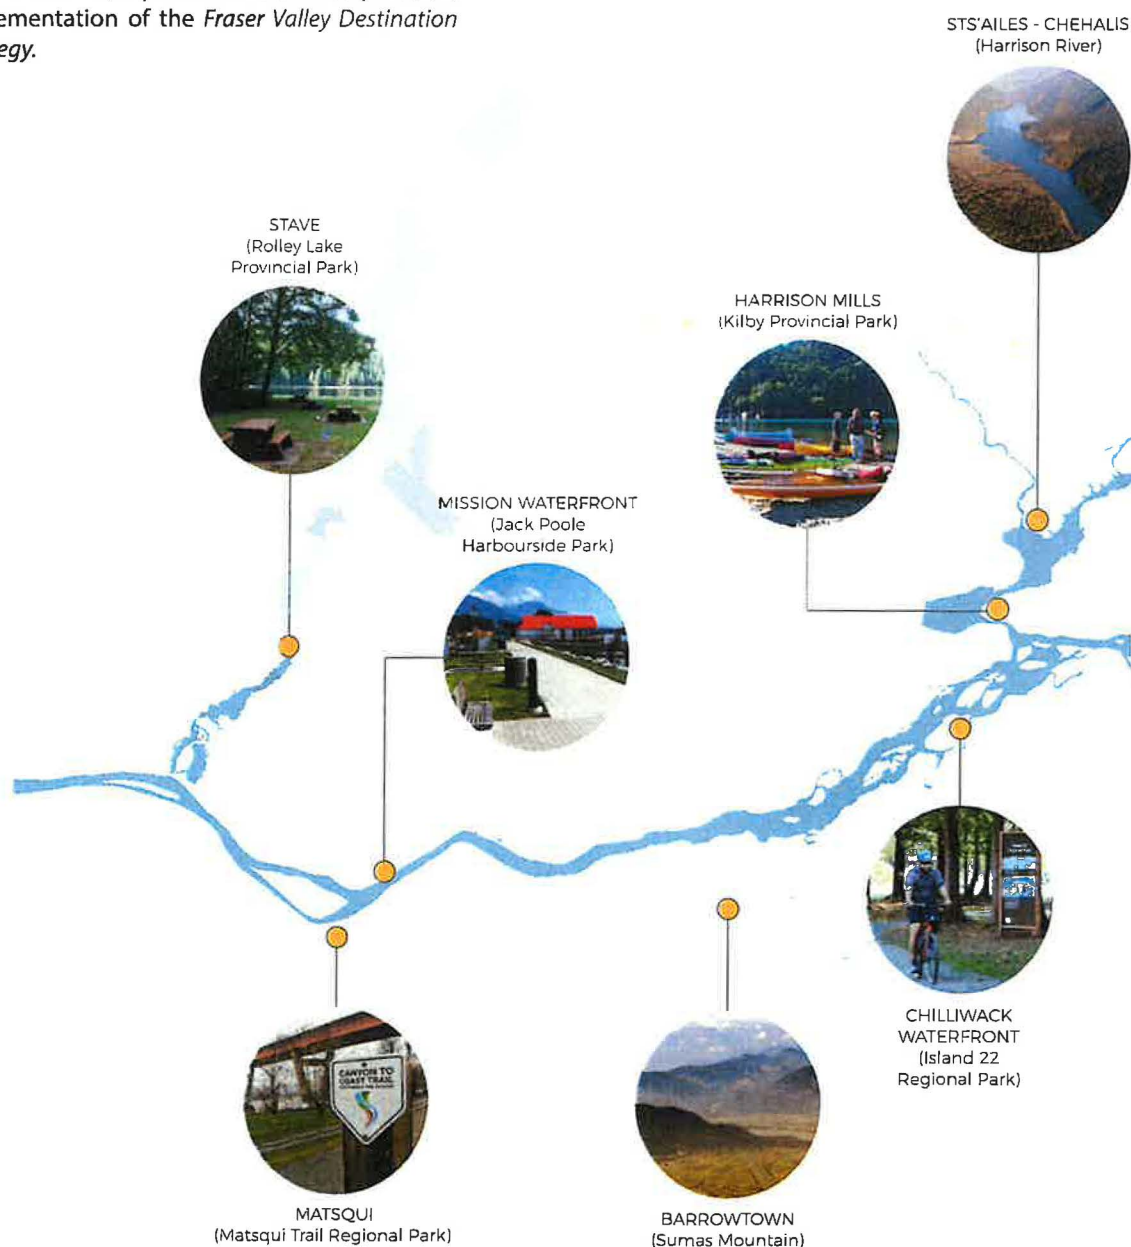 ementation of the Fraser Valley Destination
egy.
STS'AILES - CHEHALIS
(Harrison River)
STAVE
(Rolley Lake
Provincial Park)
HARRISON MILLS
(Kilby Provincial Park)
MISSION WATERFRONT
(Jack Poole
Harbourside Park)
CHILLIWACK
WATERFRONT
(Island 22
Regional Park)
CANYON TO
COAST TRAIL
MATSQUI
(Matsqui Trail Regional Park)
BARROWTOWN
(Sumas Mountain)